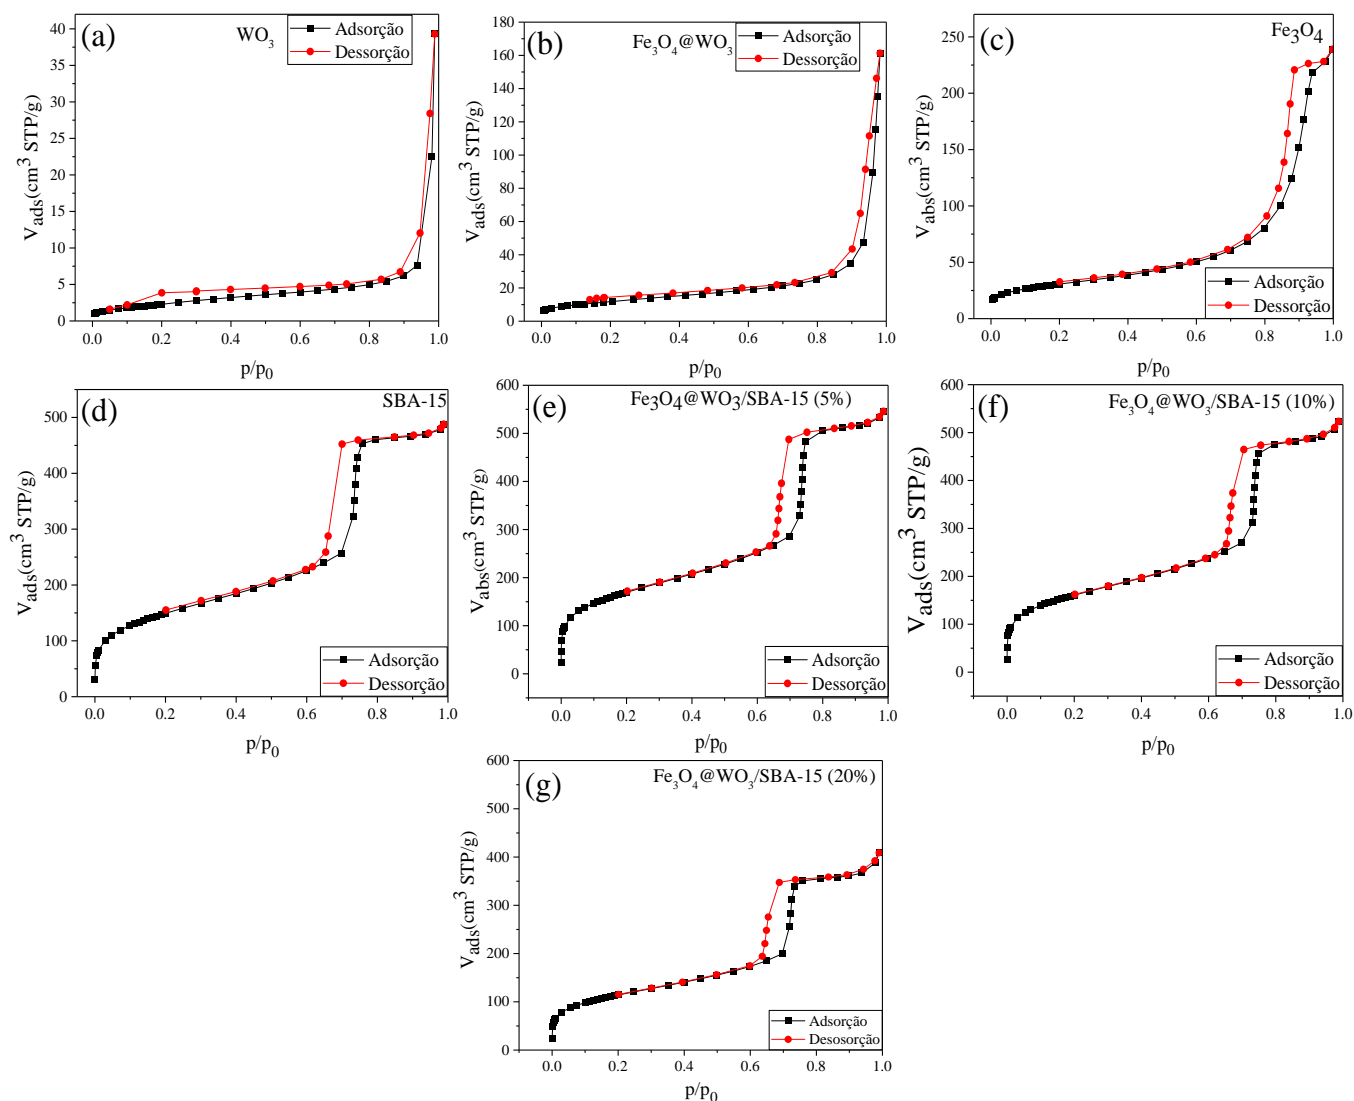 (a)
WO₃
Adsorção
Dessorção
40
35
30
25
20
15
10
5
0
V_ads(cm³ STP/g)
0.0 0.2 0.4 0.6 0.8 1.0
p/p₀
(b)
Fe₃O₄@WO₃
Adsorção
Dessorção
180
160
140
120
100
80
60
40
20
0
V_ads(cm³ STP/g)
0.0 0.2 0.4 0.6 0.8 1.0
p/p₀
(c)
Fe₃O₄
250
200
150
100
50
0
V_abs(cm³ STP/g)
Adsorção
Dessorção
0.0 0.2 0.4 0.6 0.8 1.0
p/p₀
(d)
SBA-15
500
400
300
200
100
0
V_ads(cm³ STP/g)
Adsorção
Dessorção
0.0 0.2 0.4 0.6 0.8 1.0
p/p₀
(e)
Fe₃O₄@WO₃/SBA-15 (5%)
600
500
400
300
200
100
0
V_abs(cm³ STP/g)
Adsorção
Dessorção
0.0 0.2 0.4 0.6 0.8 1.0
p/p₀
(f)
Fe₃O₄@WO₃/SBA-15 (10%)
600
500
400
300
200
100
0
V_ads(cm³ STP/g)
Adsorção
Dessorção
0.0 0.2 0.4 0.6 0.8 1.0
p/p₀
(g)
Fe₃O₄@WO₃/SBA-15 (20%)
600
500
400
300
200
100
0
V_ads(cm³ STP/g)
Adsorção
Desosorção
0.0 0.2 0.4 0.6 0.8 1.0
p/p₀